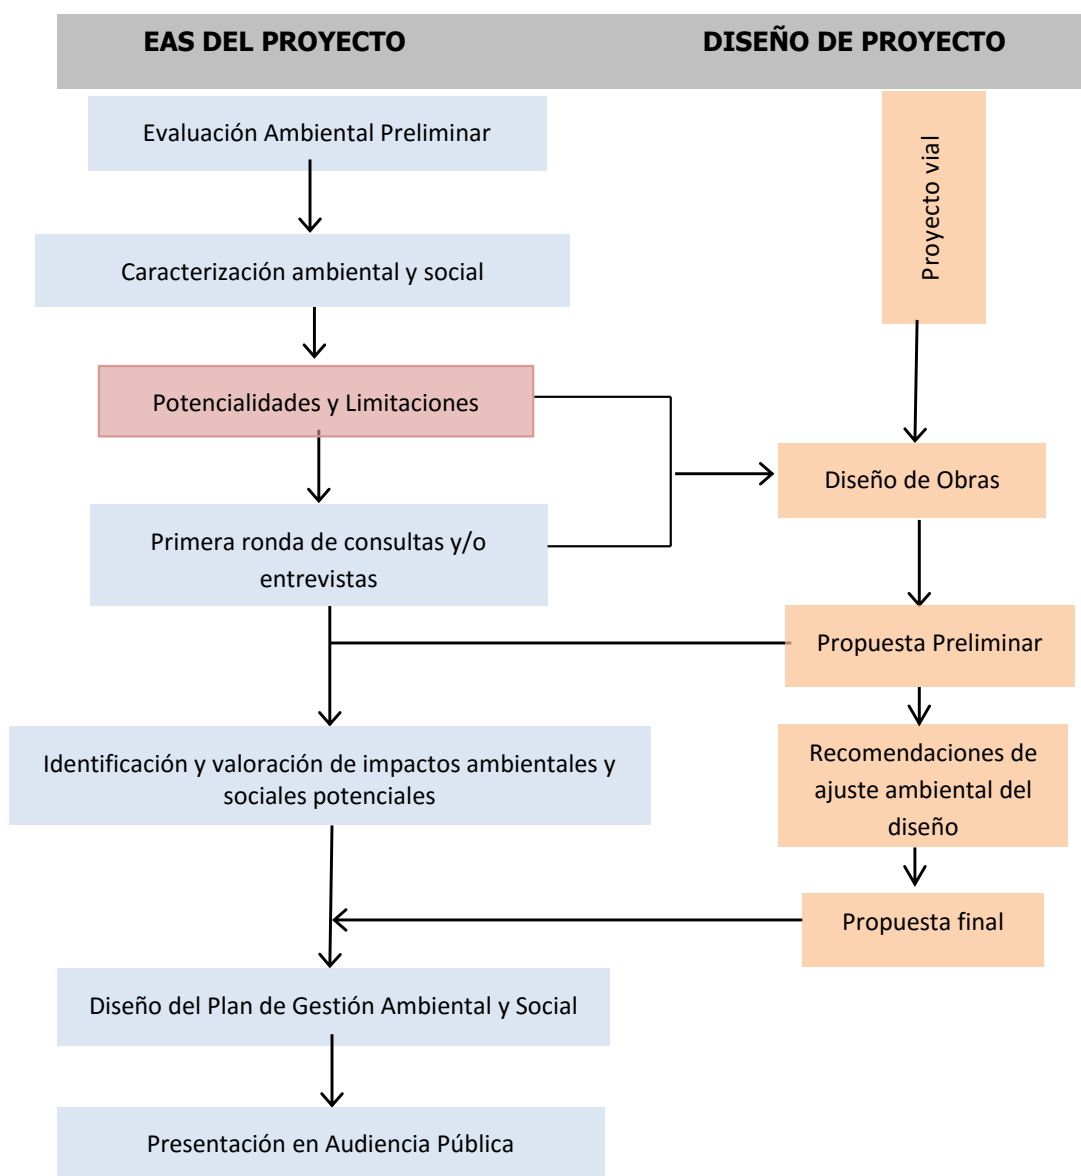 EAS DEL PROYECTO
DISEÑO DE PROYECTO
Evaluación Ambiental Preliminar
Proyecto vial
Caracterización ambiental y social
Potencialidades y Limitaciones
Diseño de Obras
Primera ronda de consultas y/o
entrevistas
Propuesta Preliminar
Identificación y valoración de impactos ambientales y
sociales potenciales
Recomendaciones de
ajuste ambiental del
diseño
Propuesta final
Diseño del Plan de Gestión Ambiental y Social
Presentación en Audiencia Pública